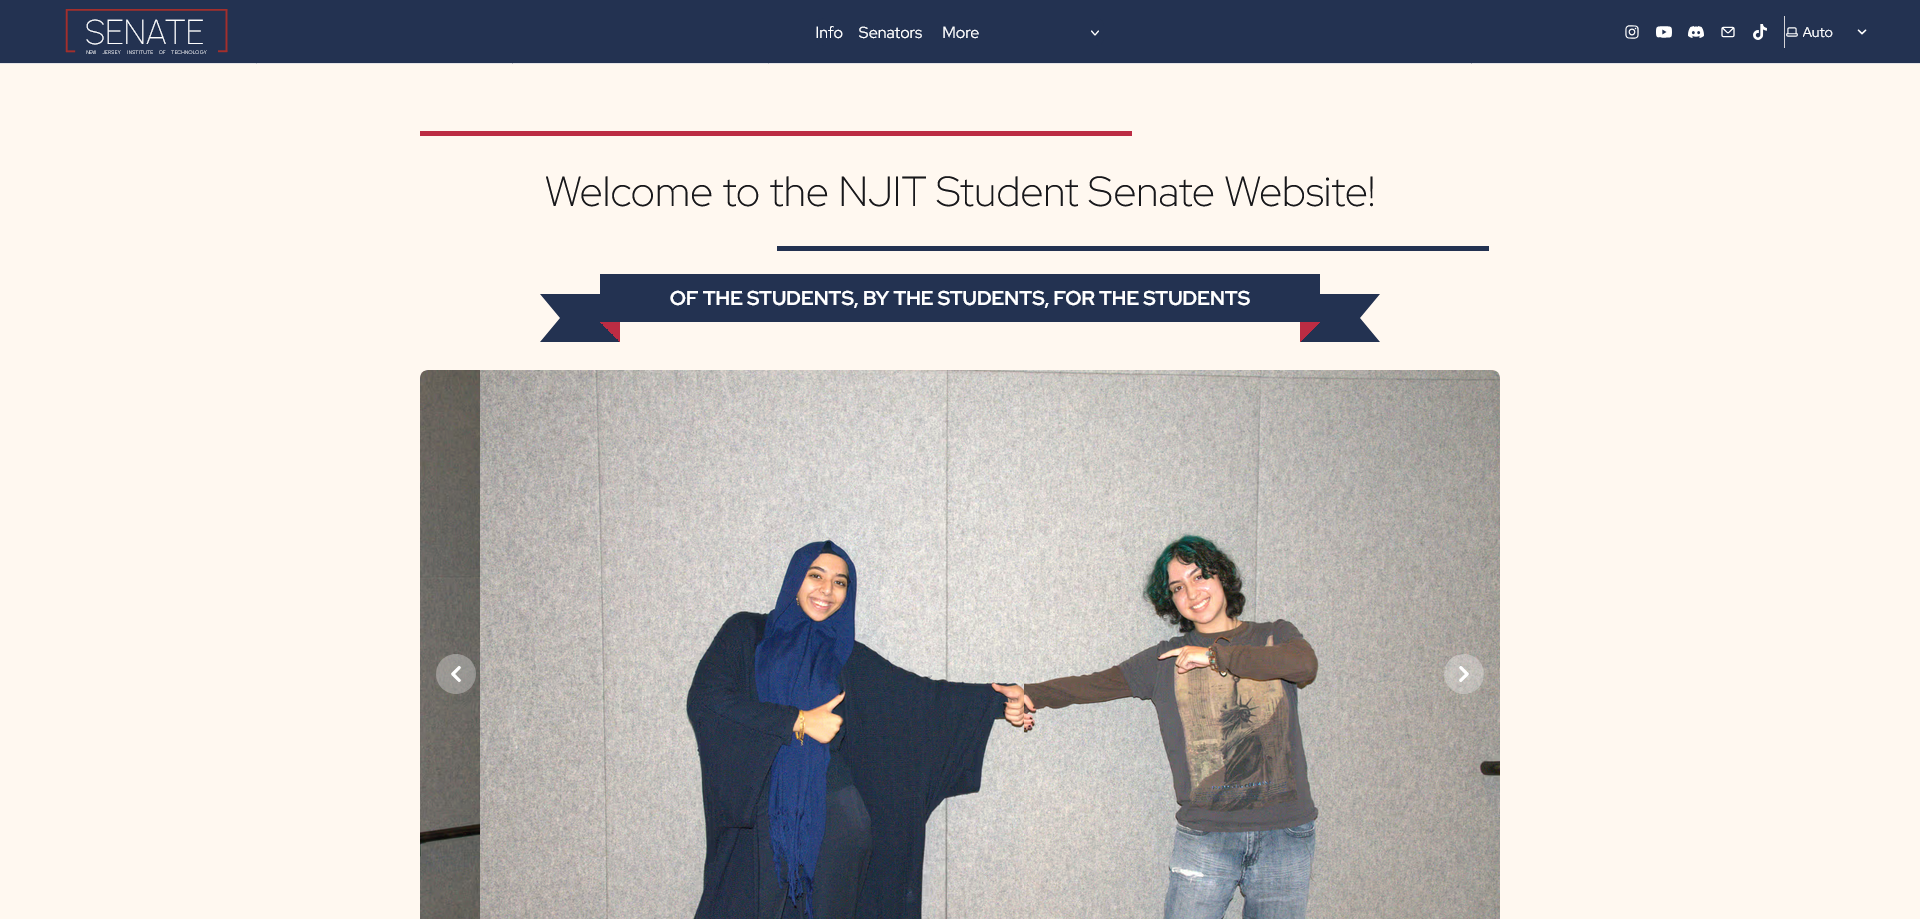 SENATE
NEW JERSEY INSTITUTE OF TECHNOLOGY
Info Senators More
Auto
Welcome to the NJIT Student Senate Website!
OF THE STUDENTS, BY THE STUDENTS, FOR THE STUDENTS